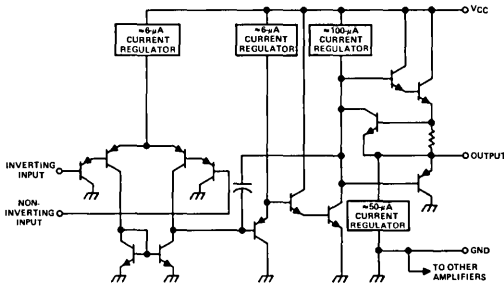 VCC
≈6-μA
CURRENT
REGULATOR
≈6-μA
CURRENT
REGULATOR
≈100-μA
CURRENT
REGULATOR
INVERTING
INPUT
NON-
INVERTING
INPUT
OUTPUT
≈50-μA
CURRENT
REGULATOR
GND
TO OTHER
AMPLIFIERS